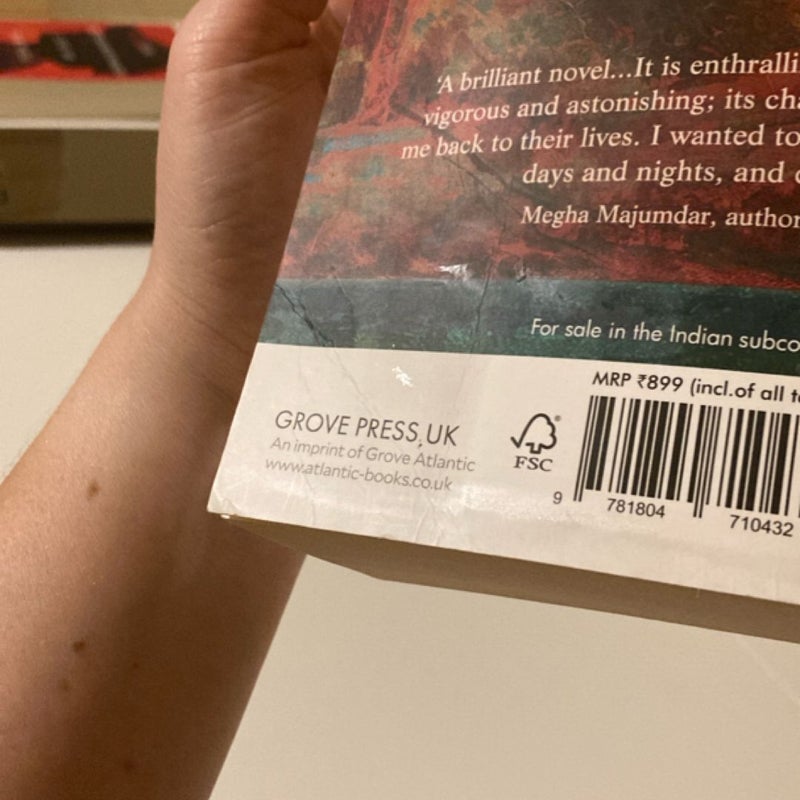 'A brilliant novel...It is enthralli
vigorous and astonishing; its cha
me back to their lives. I wanted to
days and nights, and
Megha Majumdar, author
For sale in the Indian subco
MRP ₹899 (incl.of all t
GROVE PRESS, UK
An imprint of Grove Atlantic
www.atlantic-books.co.uk
FSC
9 781804 710432